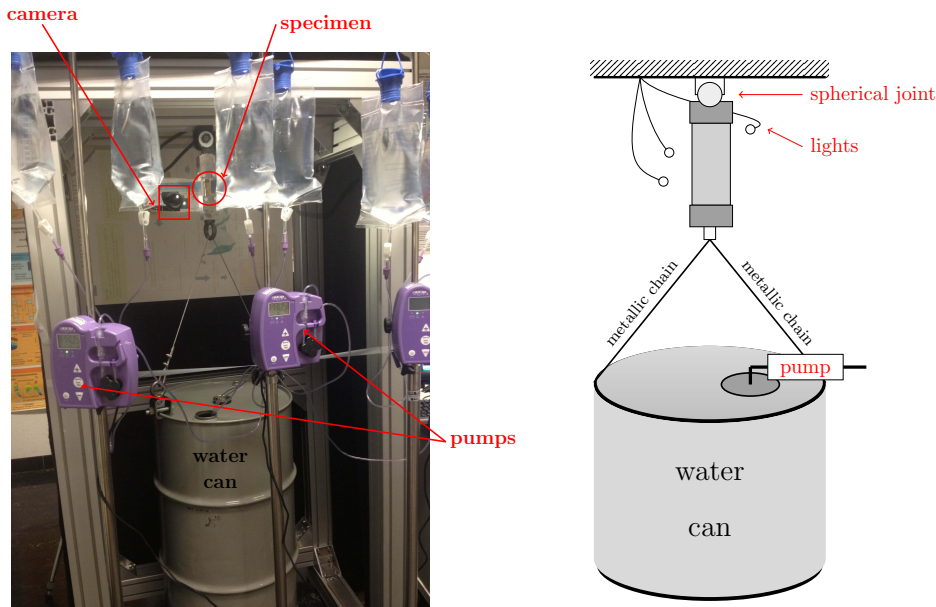 camera
specimen
pumps
water
can
spherical joint
lights
metallic chain
metallic chain
pump
water
can